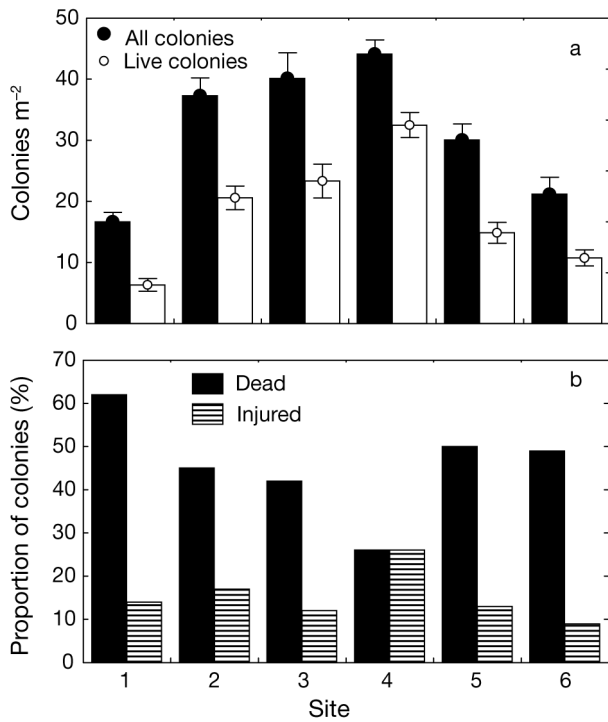 50
40
30
20
10
0
Colonies m⁻²
All colonies
Live colonies
a
70
60
50
40
30
20
10
0
Proportion of colonies (%)
Dead
Injured
b
1 2 3 4 5 6
Site